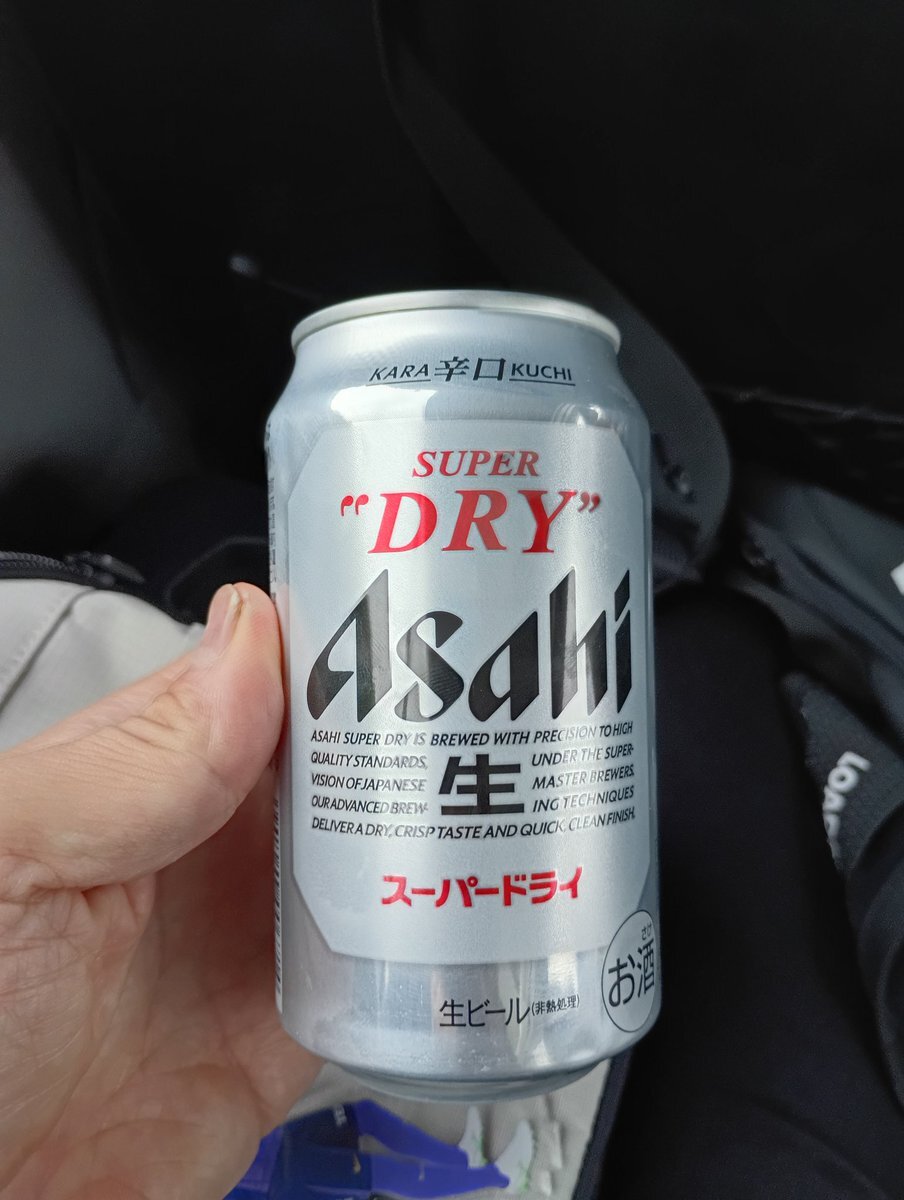 KARA 辛口 KUCHI
SUPER
"DRY"
Asahi
ASAHI SUPER DRY IS BREWED WITH PRECISION TO HIGH
QUALITY STANDARDS, UNDER THE SUPER-
VISION OF JAPANESE 生 MASTER BREWERS.
OUR ADVANCED BREW- ING TECHNIQUES
DELIVER A DRY, CRISP TASTE AND QUICK, CLEAN FINISH.
スーパードライ
さけ
お酒
生ビール(非熱処理)